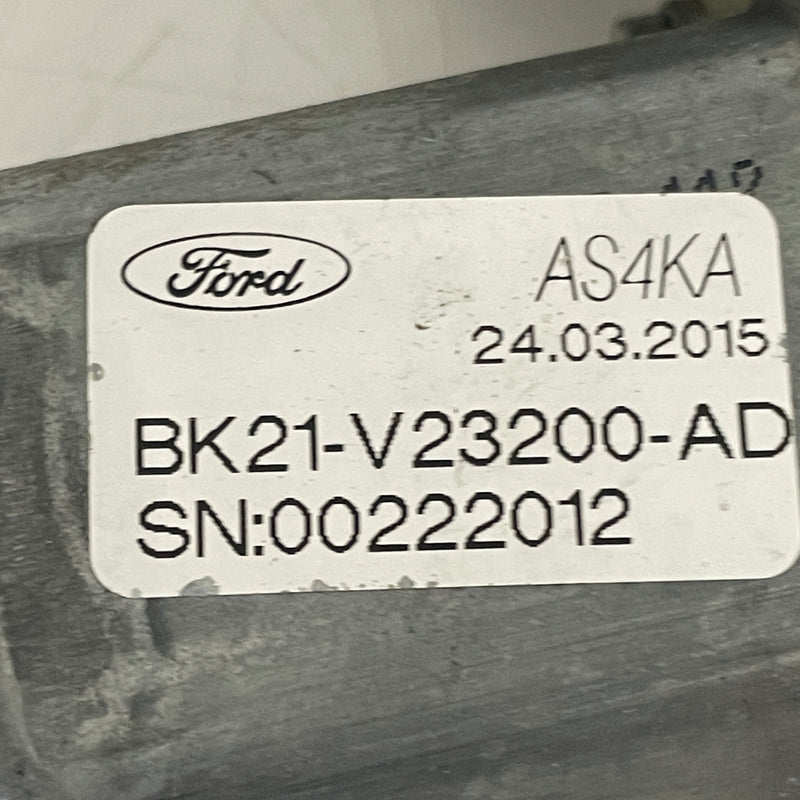 Ford AS4KA
24.03.2015
BK21-V23200-AD
SN:00222012